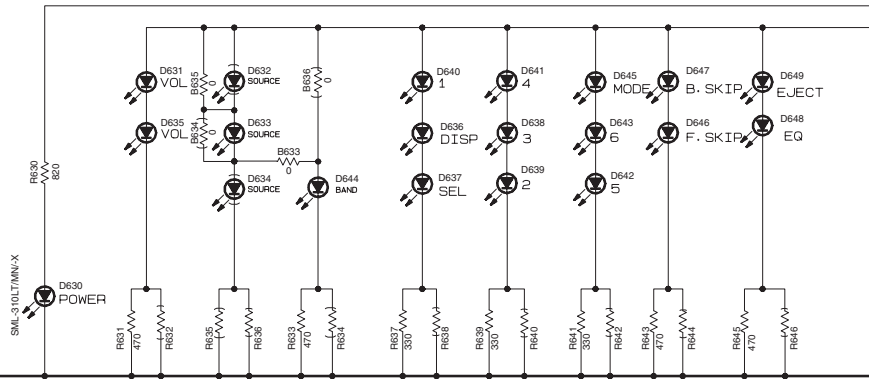 D631
VOL
B635
0
D632
SOURCE
B636
0
D640
1
D641
4
D645
MODE
D647
B. SKIP
D649
EJECT
D635
VOL
B634
0
D633
SOURCE
D636
DISP
D638
3
D643
6
D646
F. SKIP
D648
EQ
R630
820
B633
0
D634
SOURCE
D644
BAND
D637
SEL
D639
2
D642
5
SML-310LT/MN/-X
D630
POWER
R631
470
R632
R635
R636
R633
470
R634
R637
330
R638
R639
330
R640
R641
330
R642
R643
470
R644
R645
470
R646